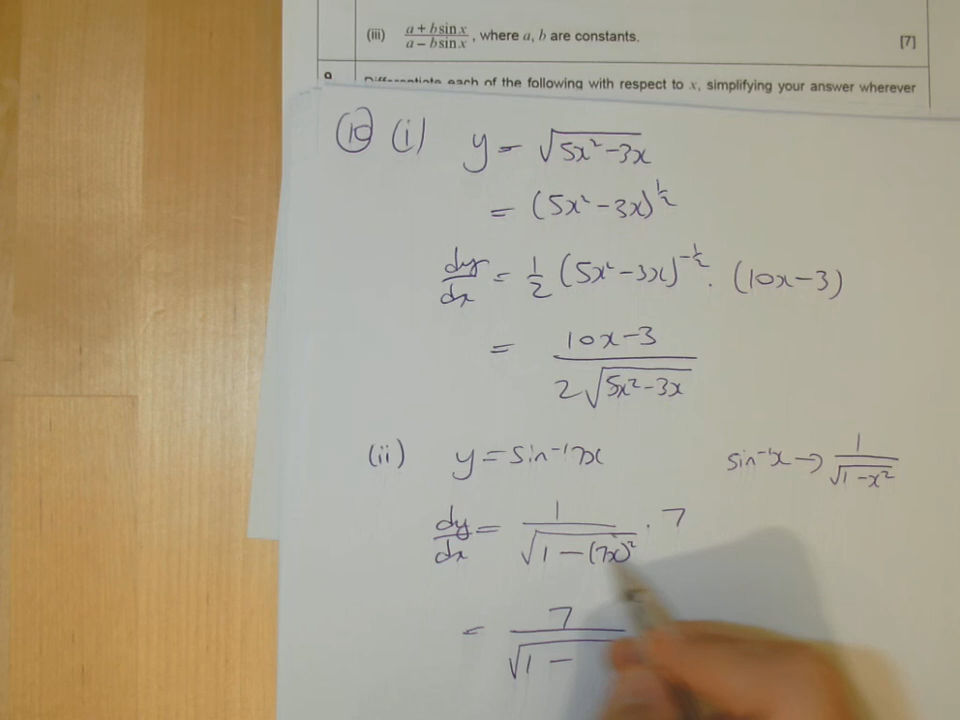 (iii) a + b sin x / a − b sin x , where a, b are constants. [7]
9 Differentiate each of the following with respect to x, simplifying your answer wherever
(10) (i) y = √(5x² − 3x)
= (5x² − 3x)^½
dy/dx = 1/2 (5x² − 3x)^−½ . (10x − 3)
= 10x − 3 / 2√(5x² − 3x)
(ii) y = sin⁻¹7x sin⁻¹x → 1/√(1 − x²)
dy/dx = 1/√(1 − (7x)²) . 7
= 7/√(1 −